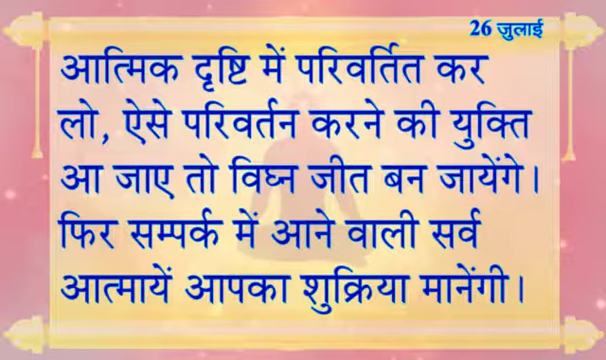 26 जुलाई
आत्मिक दृष्टि में परिवर्तित कर
लो, ऐसे परिवर्तन करने की युक्ति
आ जाए तो विघ्न जीत बन जायेंगे।
फिर सम्पर्क में आने वाली सर्व
आत्मायें आपका शुक्रिया मानेंगी।